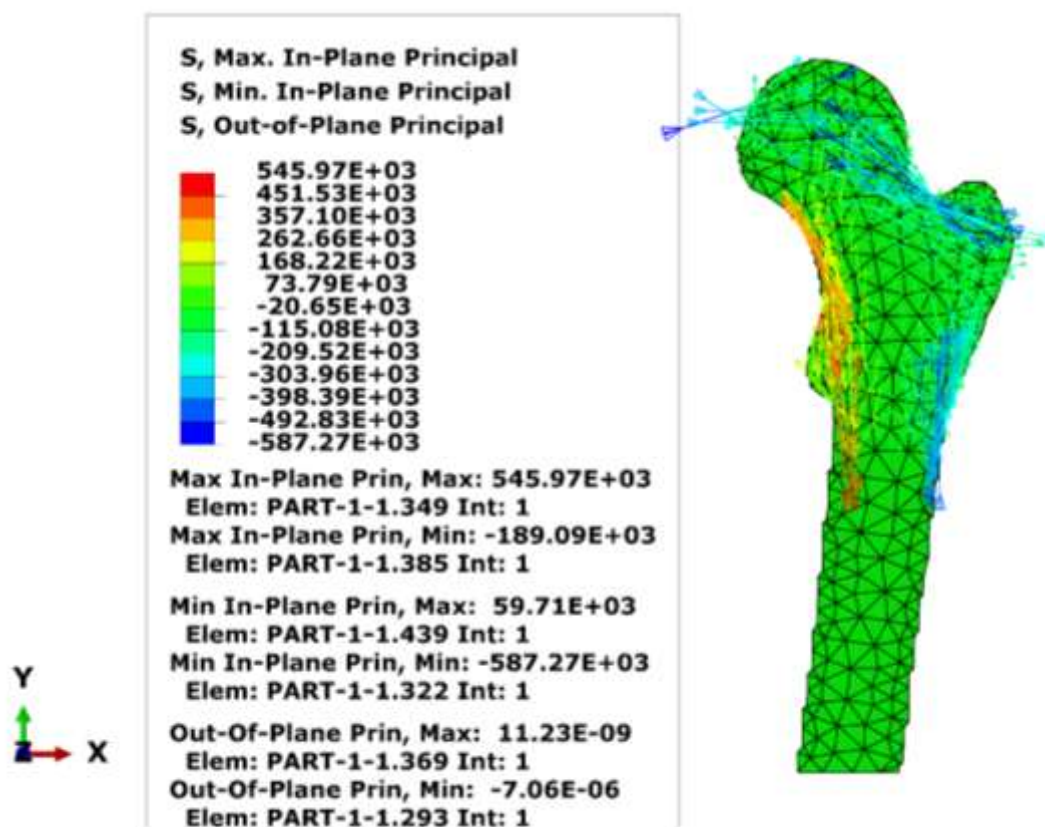 S, Max. In-Plane Principal
S, Min. In-Plane Principal
S, Out-of-Plane Principal
545.97E+03
451.53E+03
357.10E+03
262.66E+03
168.22E+03
73.79E+03
-20.65E+03
-115.08E+03
-209.52E+03
-303.96E+03
-398.39E+03
-492.83E+03
-587.27E+03
Max In-Plane Prin, Max: 545.97E+03
Elem: PART-1-1.349 Int: 1
Max In-Plane Prin, Min: -189.09E+03
Elem: PART-1-1.385 Int: 1
Min In-Plane Prin, Max: 59.71E+03
Elem: PART-1-1.439 Int: 1
Min In-Plane Prin, Min: -587.27E+03
Elem: PART-1-1.322 Int: 1
Out-Of-Plane Prin, Max: 11.23E-09
Elem: PART-1-1.369 Int: 1
Out-Of-Plane Prin, Min: -7.06E-06
Elem: PART-1-1.293 Int: 1
Y
Z X